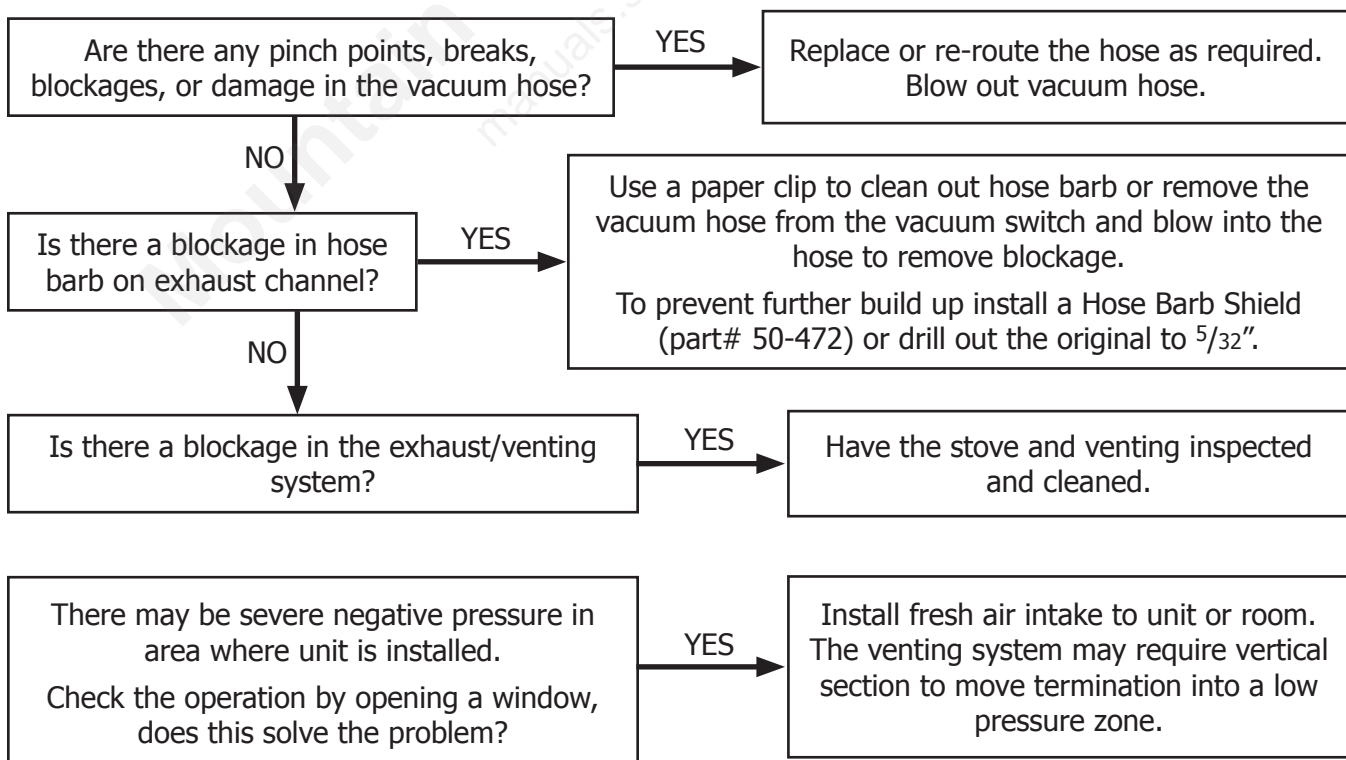 Are there any pinch points, breaks,
blockages, or damage in the vacuum hose?
YES
Replace or re-route the hose as required.
Blow out vacuum hose.
NO
Is there a blockage in hose
barb on exhaust channel?
YES
Use a paper clip to clean out hose barb or remove the
vacuum hose from the vacuum switch and blow into the
hose to remove blockage.
To prevent further build up install a Hose Barb Shield
(part# 50-472) or drill out the original to 5/32”.
NO
Is there a blockage in the exhaust/venting
system?
YES
Have the stove and venting inspected
and cleaned.
There may be severe negative pressure in
area where unit is installed.
Check the operation by opening a window,
does this solve the problem?
YES
Install fresh air intake to unit or room.
The venting system may require vertical
section to move termination into a low
pressure zone.
Mountain
manuals.s